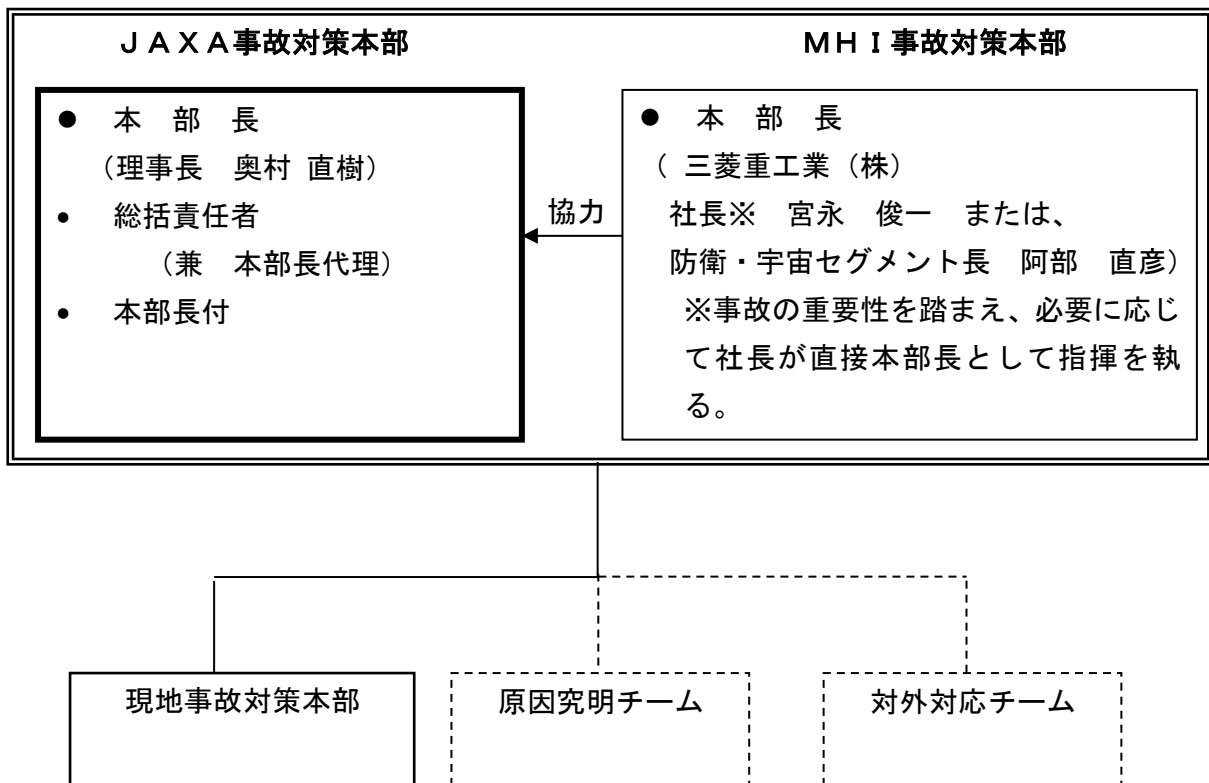 JAXA事故対策本部
● 本 部 長
(理事長 奥村 直樹)
• 総括責任者
(兼 本部長代理)
• 本部長付
協力
MHI事故対策本部
● 本 部 長
( 三菱重工業(株)
社長※ 宮永 俊一 または、
防衛・宇宙セグメント長 阿部 直彦)
※事故の重要性を踏まえ、必要に応じ
て社長が直接本部長として指揮を執
る。
現地事故対策本部
原因究明チーム
対外対応チーム